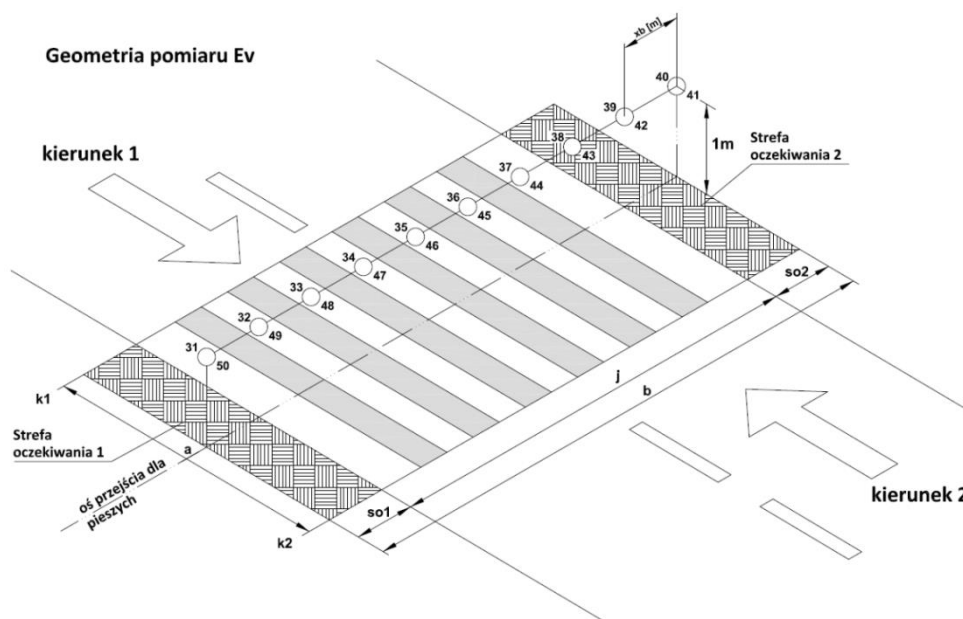 Geometria pomiaru Ev
xb [m]
kierunek 1
40
41
39
42
1m
38
43
Strefa
oczekiwania 2
37
44
36
45
35
46
34
47
33
48
32
49
31
50
so2
j
b
k1
a
Strefa
oczekiwania 1
oś przejścia dla
pieszych
so1
k2
kierunek 2